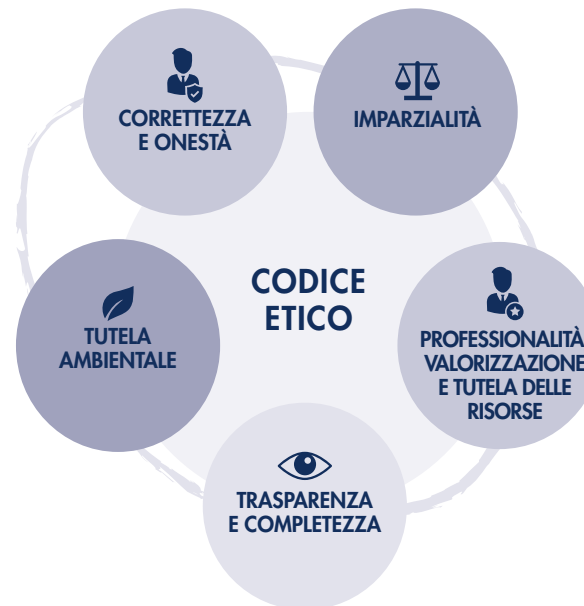 CORRETTEZZA
E ONESTÀ
IMPARZIALITÀ
CODICE
ETICO
TUTELA
AMBIENTALE
PROFESSIONALITÀ
VALORIZZAZIONE
E TUTELA DELLE
RISORSE
TRASPARENZA
E COMPLETEZZA